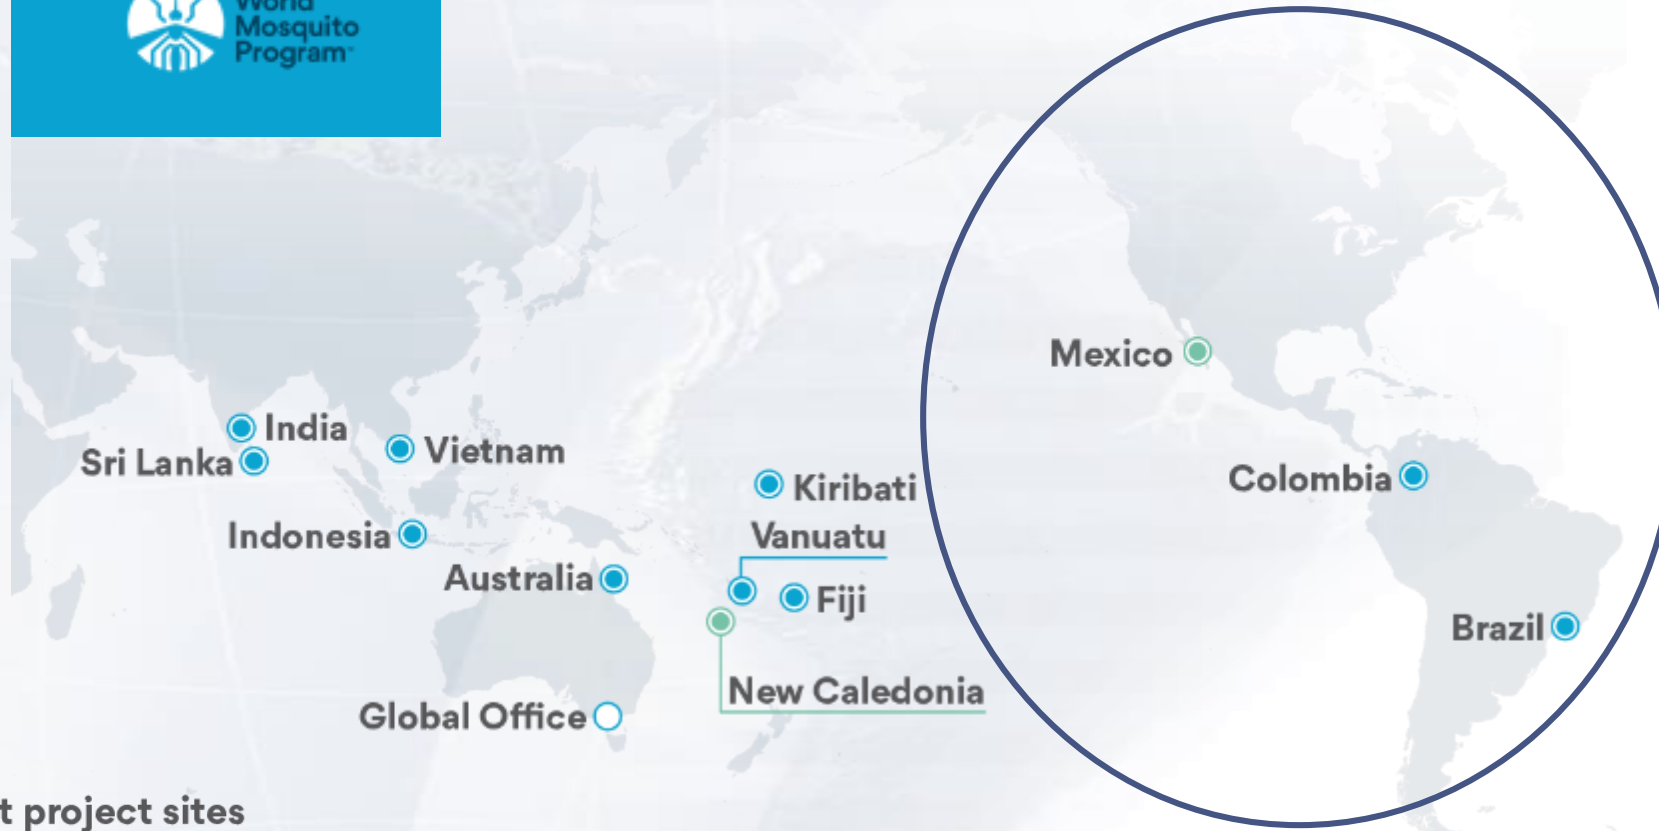 World
Mosquito
Program
Mexico
India
Sri Lanka
Vietnam
Colombia
Kiribati
Indonesia
Vanuatu
Australia
Fiji
Brazil
New Caledonia
Global Office
project sites